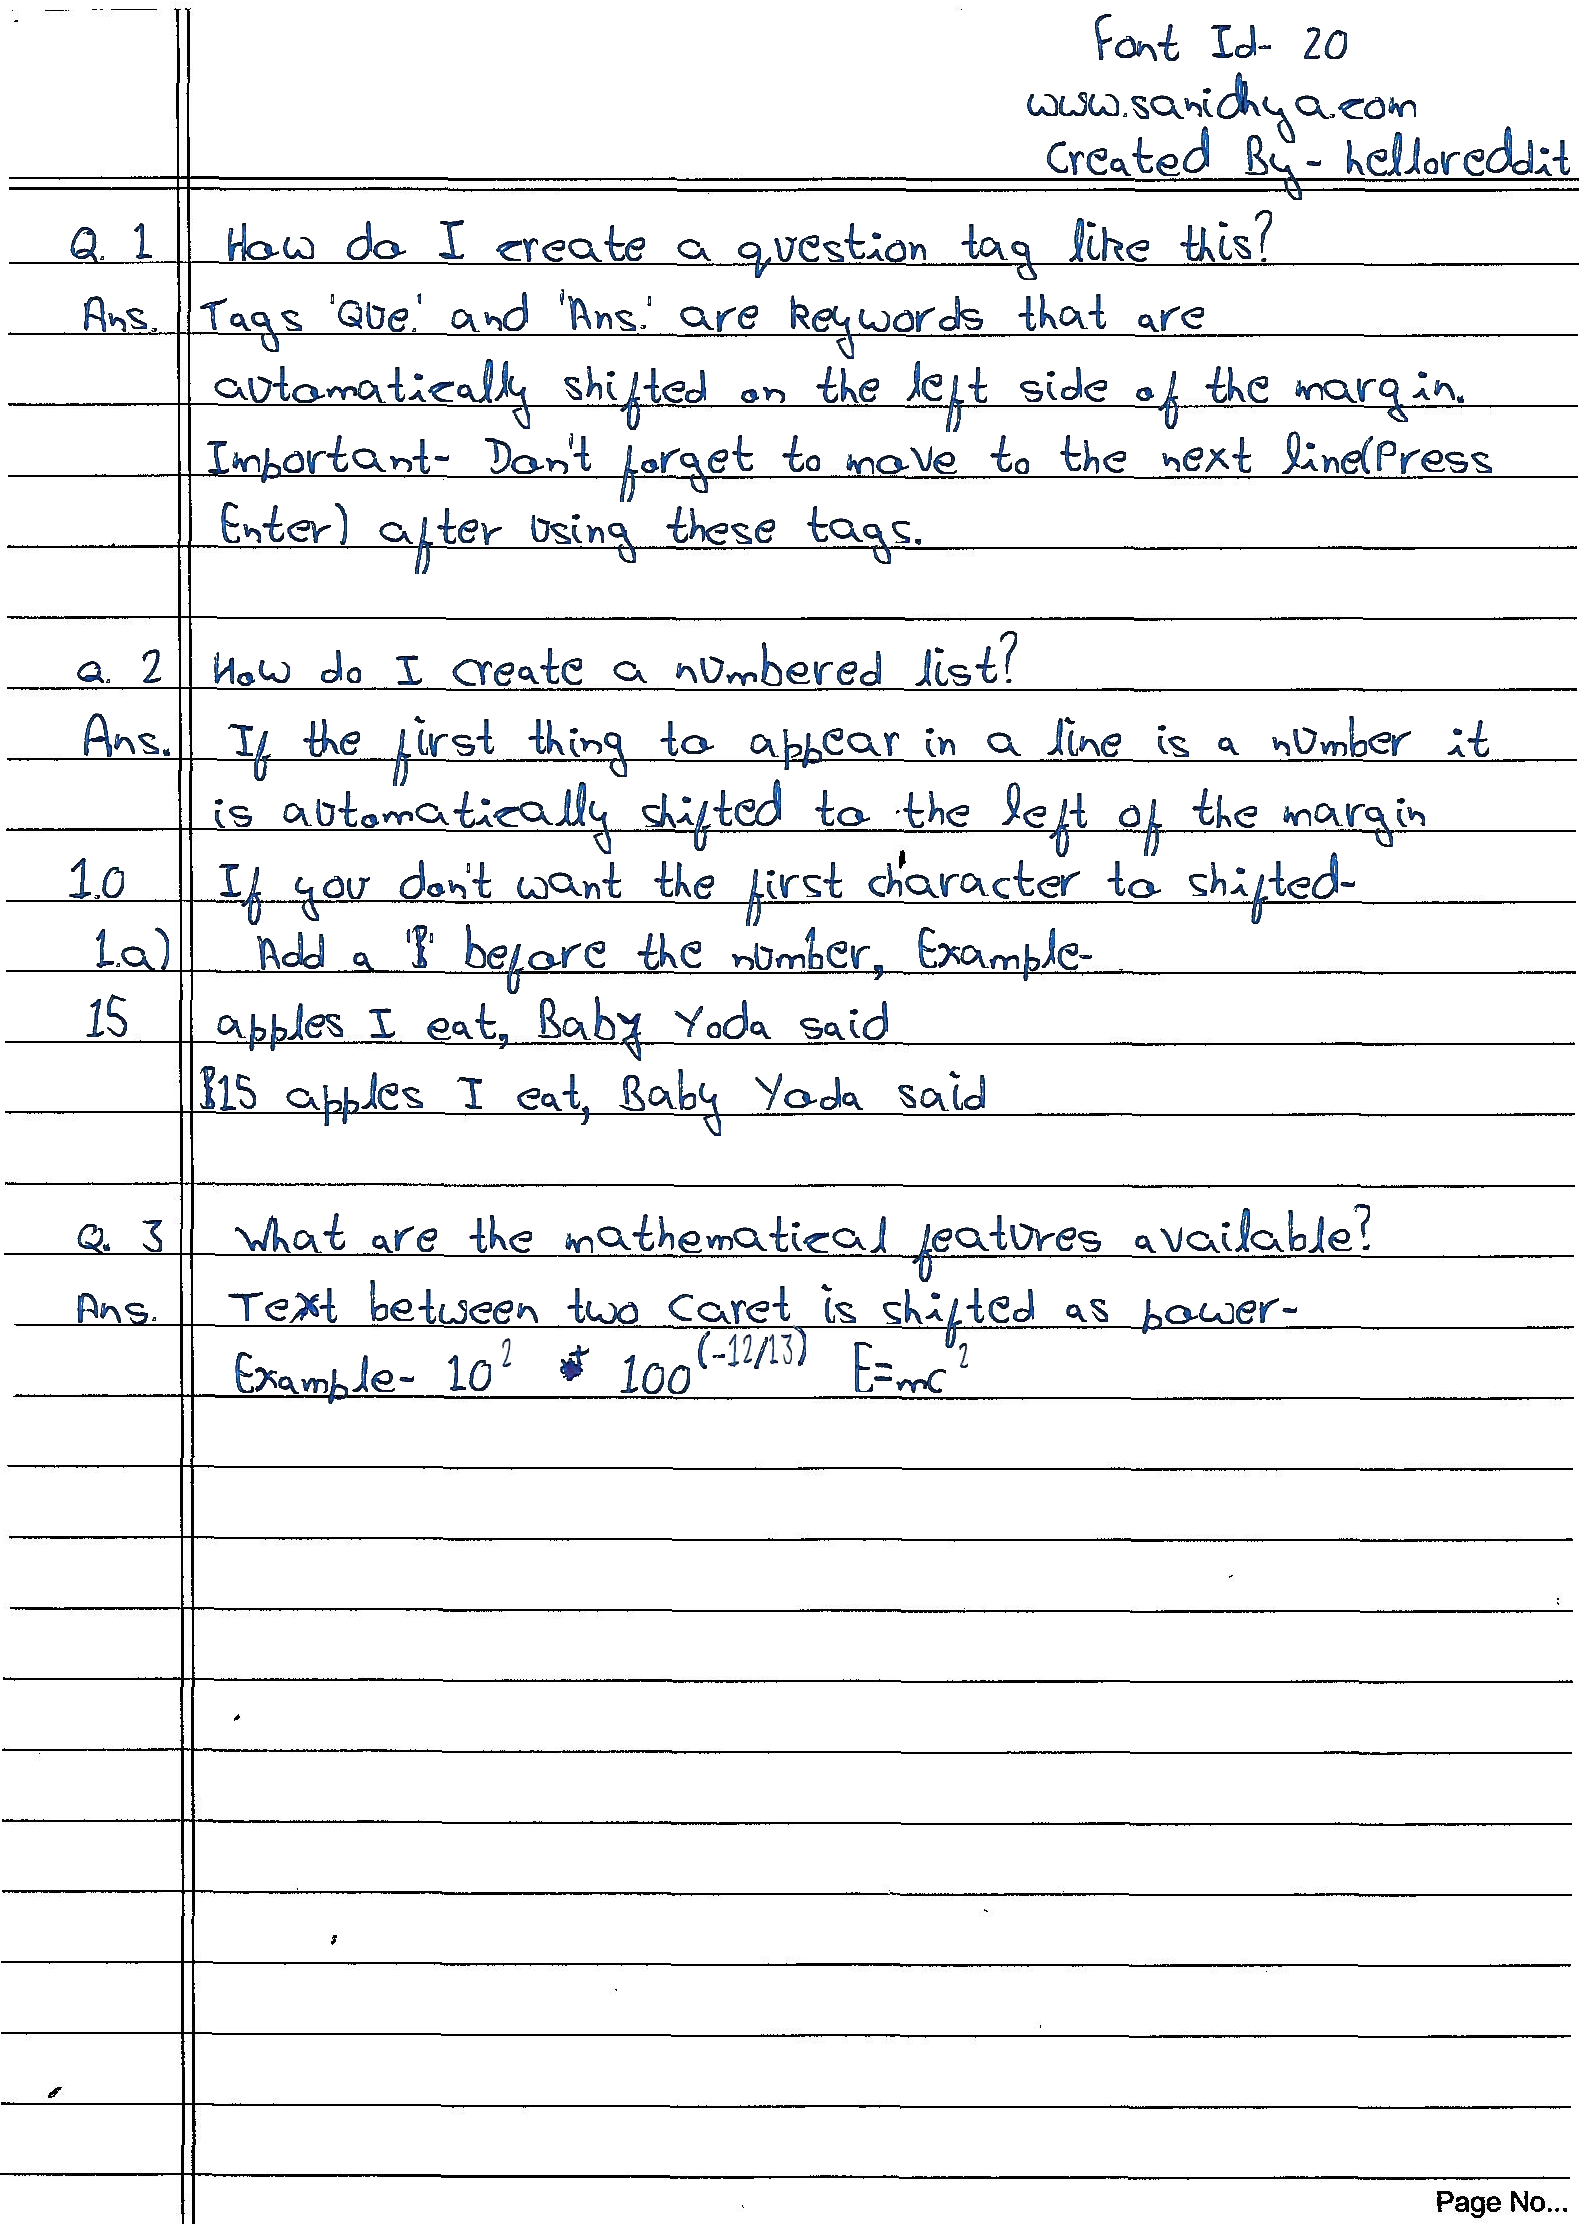 Font Id- 20
www.sanidhya.com
Created By- helloreddit
Q. 1 How do I create a question tag like this?
Ans. Tags 'Que.' and 'Ans.' are keywords that are
automatically shifted on the left side of the margin.
Important- Don't forget to move to the next line(Press
Enter) after using these tags.
Q. 2 How do I create a numbered list?
Ans. If the first thing to appear in a line is a number it
is automatically shifted to the left of the margin
1.0 If you don't want the first character to shifted-
1.a) Add a '' before the number, Example-
15 apples I eat, Baby Yoda said
15 apples I eat, Baby Yoda said
Q. 3 What are the mathematical features available?
Ans. Text between two caret is shifted as power-
Example- 10² 100^(-12/13) E=mc²
Page No...